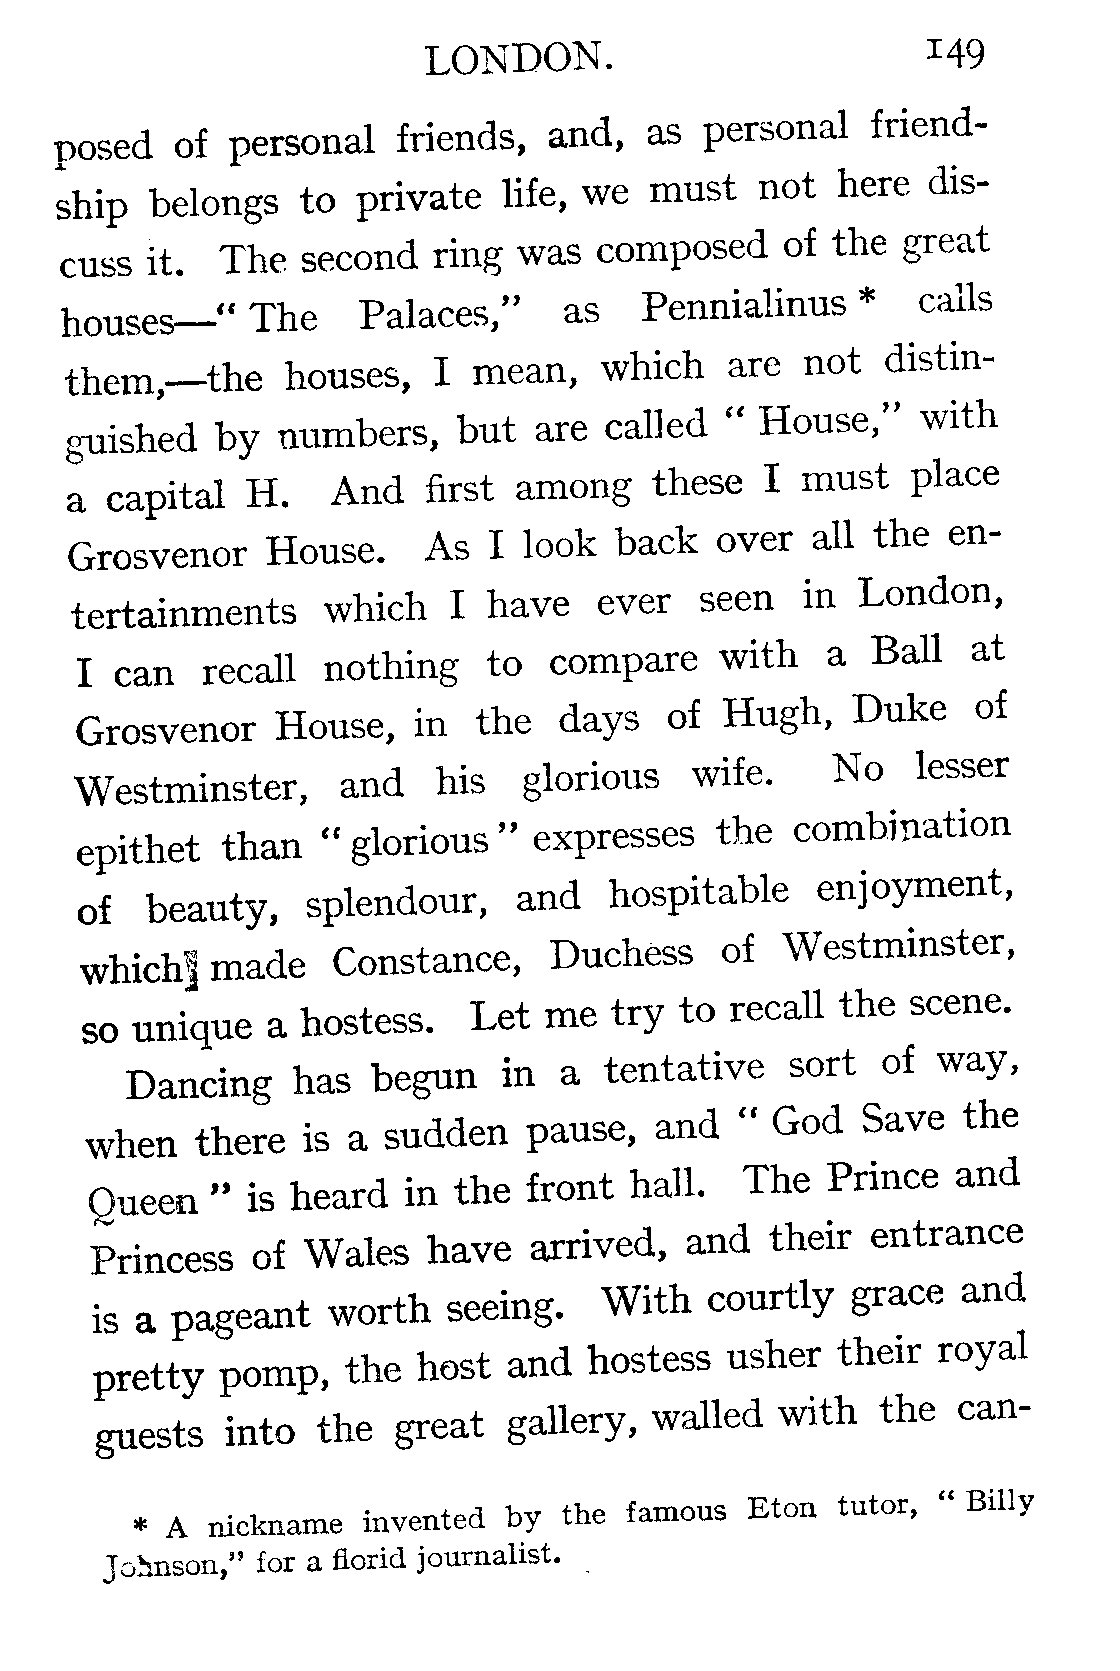 LONDON. 149
posed of personal friends, and, as personal friend-
ship belongs to private life, we must not here dis-
cuss it. The second ring was composed of the great
houses—“ The Palaces,” as Pennialinus * calls
them,—the houses, I mean, which are not distin-
guished by numbers, but are called “ House,” with
a capital H. And first among these I must place
Grosvenor House. As I look back over all the en-
tertainments which I have ever seen in London,
I can recall nothing to compare with a Ball at
Grosvenor House, in the days of Hugh, Duke of
Westminster, and his glorious wife. No lesser
epithet than “ glorious ” expresses the combination
of beauty, splendour, and hospitable enjoyment,
which made Constance, Duchess of Westminster,
so unique a hostess. Let me try to recall the scene.
Dancing has begun in a tentative sort of way,
when there is a sudden pause, and “ God Save the
Queen ” is heard in the front hall. The Prince and
Princess of Wales have arrived, and their entrance
is a pageant worth seeing. With courtly grace and
pretty pomp, the host and hostess usher their royal
guests into the great gallery, walled with the can-
* A nickname invented by the famous Eton tutor, “ Billy
Johnson,” for a florid journalist.